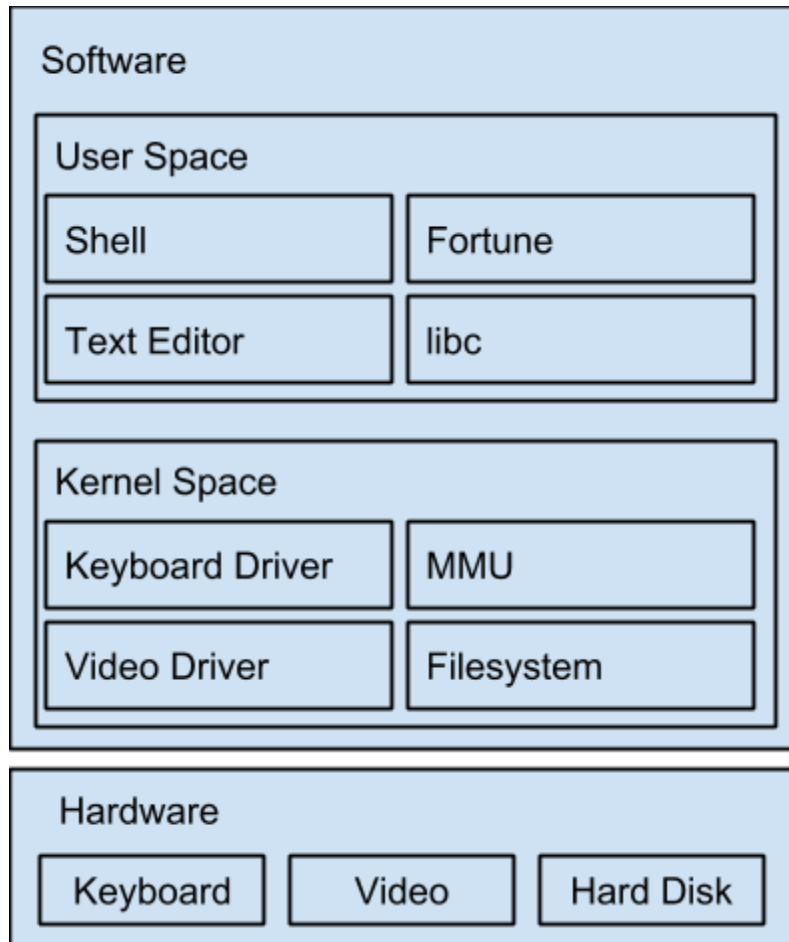 Software
User Space
Shell
Fortune
Text Editor
libc
Kernel Space
Keyboard Driver
MMU
Video Driver
Filesystem
Hardware
Keyboard
Video
Hard Disk